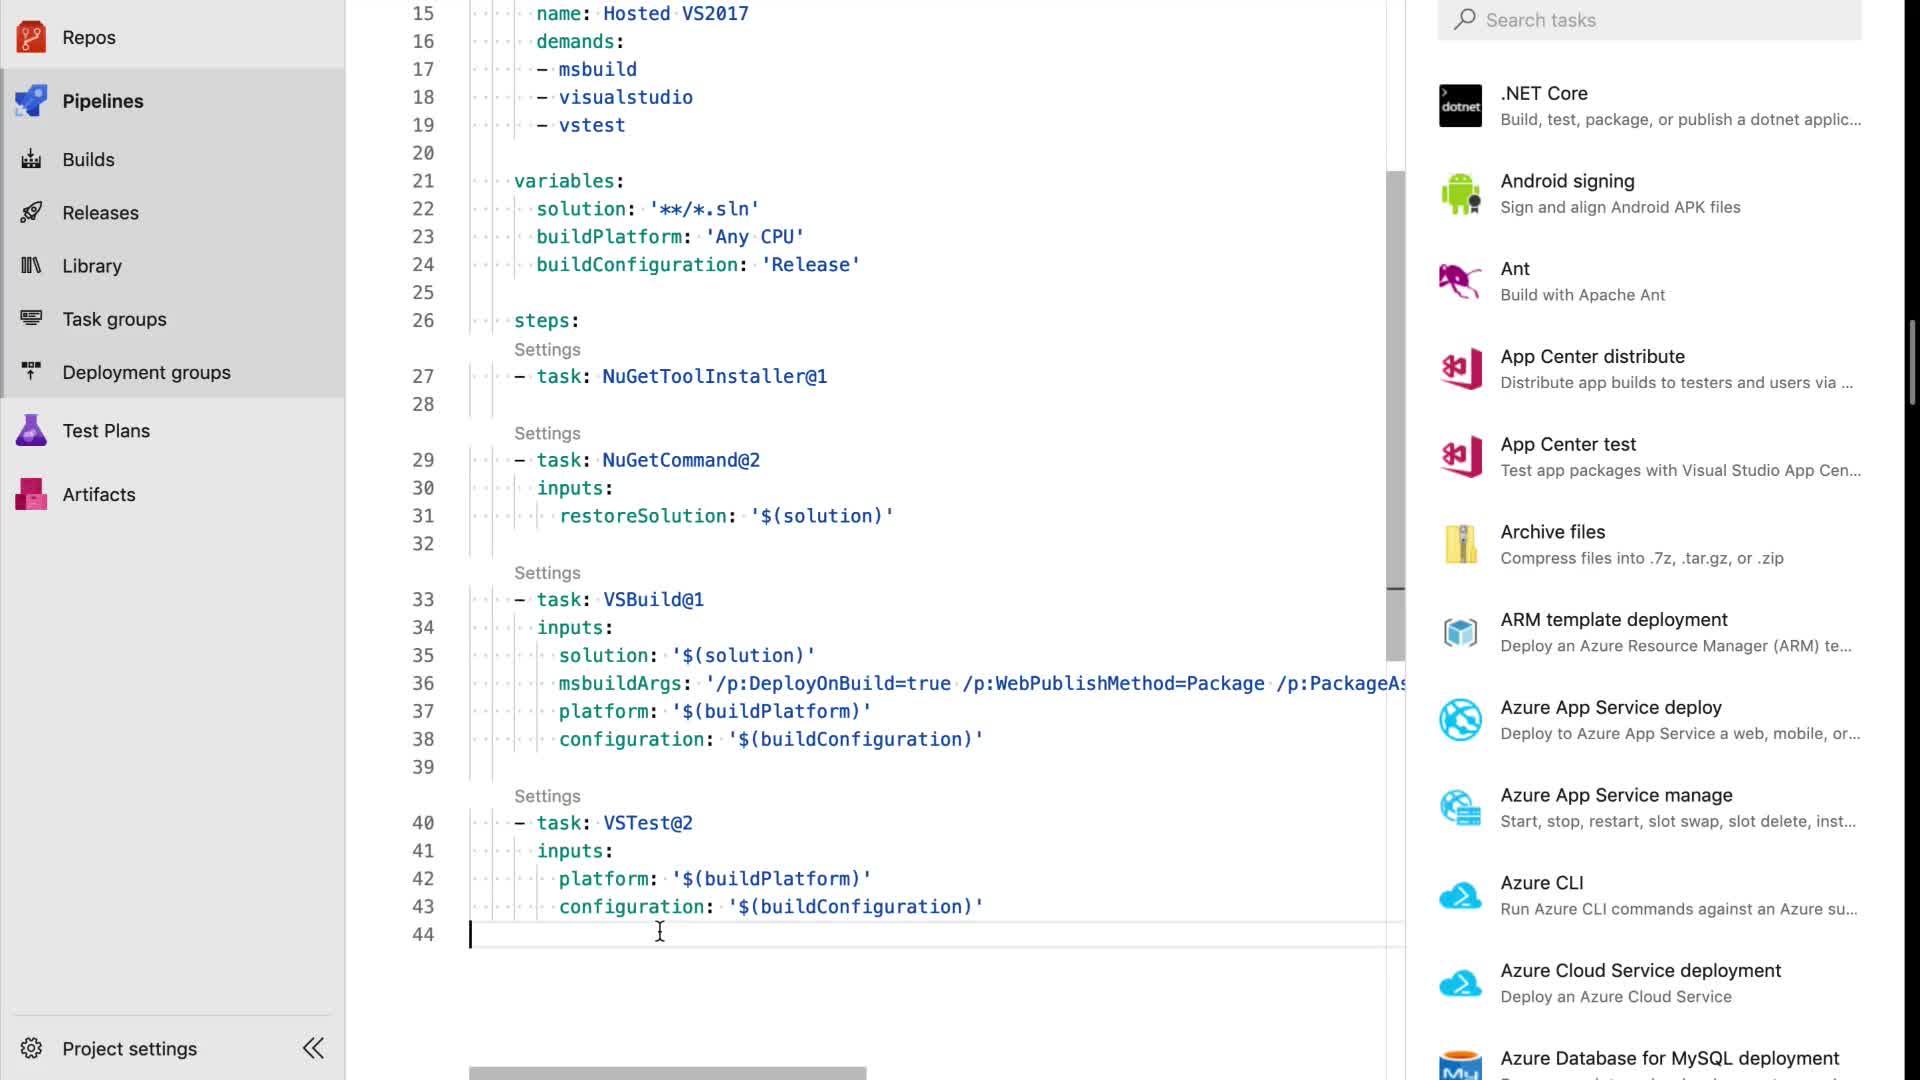 Repos
Pipelines
Builds
Releases
Library
Task groups
Deployment groups
Test Plans
Artifacts
Project settings
15 name: Hosted VS2017
16 demands:
17 - msbuild
18 - visualstudio
19 - vstest
20
21 variables:
22 solution: '**/*.sln'
23 buildPlatform: 'Any CPU'
24 buildConfiguration: 'Release'
25
26 steps:
Settings
27 - task: NuGetToolInstaller@1
28
Settings
29 - task: NuGetCommand@2
30 inputs:
31 restoreSolution: '$(solution)'
32
Settings
33 - task: VSBuild@1
34 inputs:
35 solution: '$(solution)'
36 msbuildArgs: '/p:DeployOnBuild=true /p:WebPublishMethod=Package /p:PackageAs
37 platform: '$(buildPlatform)'
38 configuration: '$(buildConfiguration)'
39
Settings
40 - task: VSTest@2
41 inputs:
42 platform: '$(buildPlatform)'
43 configuration: '$(buildConfiguration)'
44
Search tasks
dotnet
.NET Core
Build, test, package, or publish a dotnet applic...
Android signing
Sign and align Android APK files
Ant
Build with Apache Ant
App Center distribute
Distribute app builds to testers and users via ...
App Center test
Test app packages with Visual Studio App Cen...
Archive files
Compress files into .7z, .tar.gz, or .zip
ARM template deployment
Deploy an Azure Resource Manager (ARM) te...
Azure App Service deploy
Deploy to Azure App Service a web, mobile, or...
Azure App Service manage
Start, stop, restart, slot swap, slot delete, inst...
Azure CLI
Run Azure CLI commands against an Azure su...
Azure Cloud Service deployment
Deploy an Azure Cloud Service
My
Azure Database for MySQL deployment